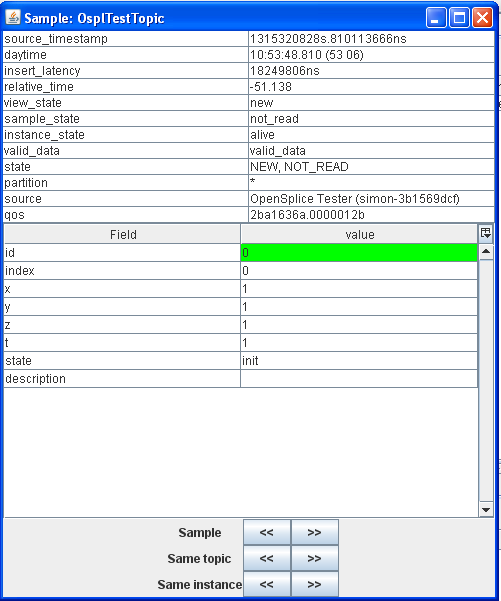 Sample: OsplTestTopic
source_timestamp 1315320828s.810113666ns
daytime 10:53:48.810 (53 06)
insert_latency 18249806ns
relative_time -51.138
view_state new
sample_state not_read
instance_state alive
valid_data valid_data
state NEW, NOT_READ
partition *
source OpenSplice Tester (simon-3b1569dcf)
qos 2ba1636a.0000012b
Field value
id 0
index 0
x 1
y 1
z 1
t 1
state init
description
Sample << >>
Same topic << >>
Same instance << >>